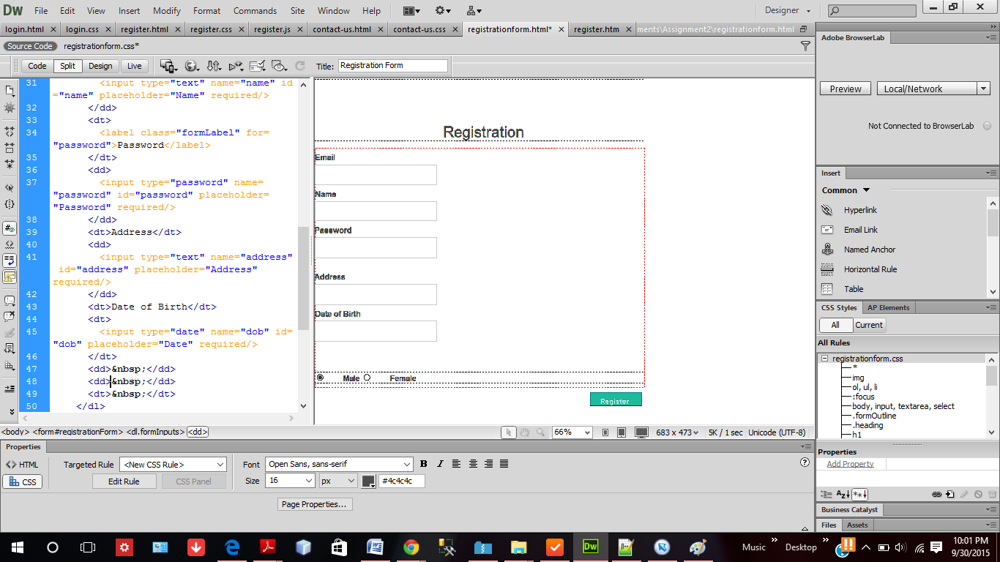 Dw File Edit View Insert Modify Format Commands Site Window Help Designer
login.html login.css register.html register.css register.js contact-us.html contact-us.css registrationform.html* register.htm ments\Assignment2\registrationform.html
Source Code registrationform.css*
Code Split Design Live Title: Registration Form
31 <input type="text" name="name" id
="name" placeholder="Name" required/>
32 </dd>
33 <dt>
34 <label class="formLabel" for=
"password">Password</label>
35 </dt>
36 <dd>
37 <input type="password" name=
"password" id="password" placeholder=
"Password" required/>
38 </dd>
39 <dt>Address</dt>
40 <dd>
41 <input type="text" name="address"
id="address" placeholder="Address"
required/>
42 </dd>
43 <dt>Date of Birth</dt>
44 <dt>
45 <input type="date" name="dob" id=
"dob" placeholder="Date" required/>
46 </dt>
47 <dd>&nbsp;</dd>
48 <dd>&nbsp;</dd>
49 <dt>&nbsp;</dt>
50 </dl>
Registration
Email
Name
Password
Address
Date of Birth
Male Female
Register
<body> <form#registrationForm> <dl.formInputs> <dd>
66% 683 x 473 5K / 1 sec Unicode (UTF-8)
Properties
<> HTML Targeted Rule <New CSS Rule> Font Open Sans, sans-serif B I
CSS Edit Rule CSS Panel Size 16 px #4c4c4c
Page Properties...
Adobe BrowserLab
Preview Local/Network
Not Connected to BrowserLab
Insert
Common
Hyperlink
Email Link
Named Anchor
Horizontal Rule
Table
CSS Styles AP Elements
All Current
All Rules
registrationform.css
*
img
ol, ul, li
:focus
body, input, textarea, select
.formOutline
.heading
h1
Properties
Add Property
Business Catalyst
Files Assets
Dw Music Desktop 10:01 PM
9/30/2015